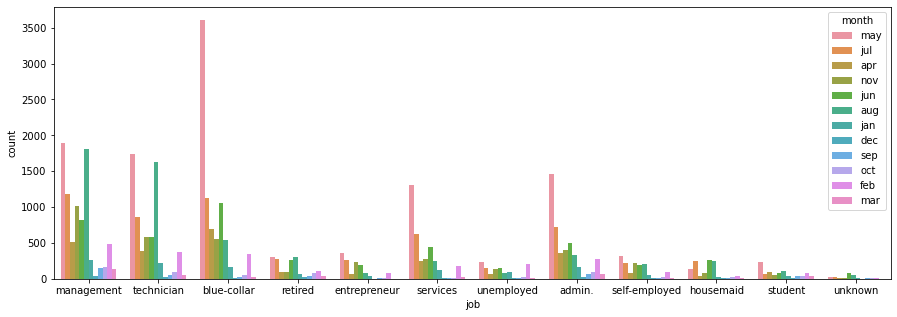 month
may
jul
apr
nov
jun
aug
jan
dec
sep
oct
feb
mar
count
3500
3000
2500
2000
1500
1000
500
0
management technician blue-collar retired entrepreneur services unemployed admin. self-employed housemaid student unknown
job